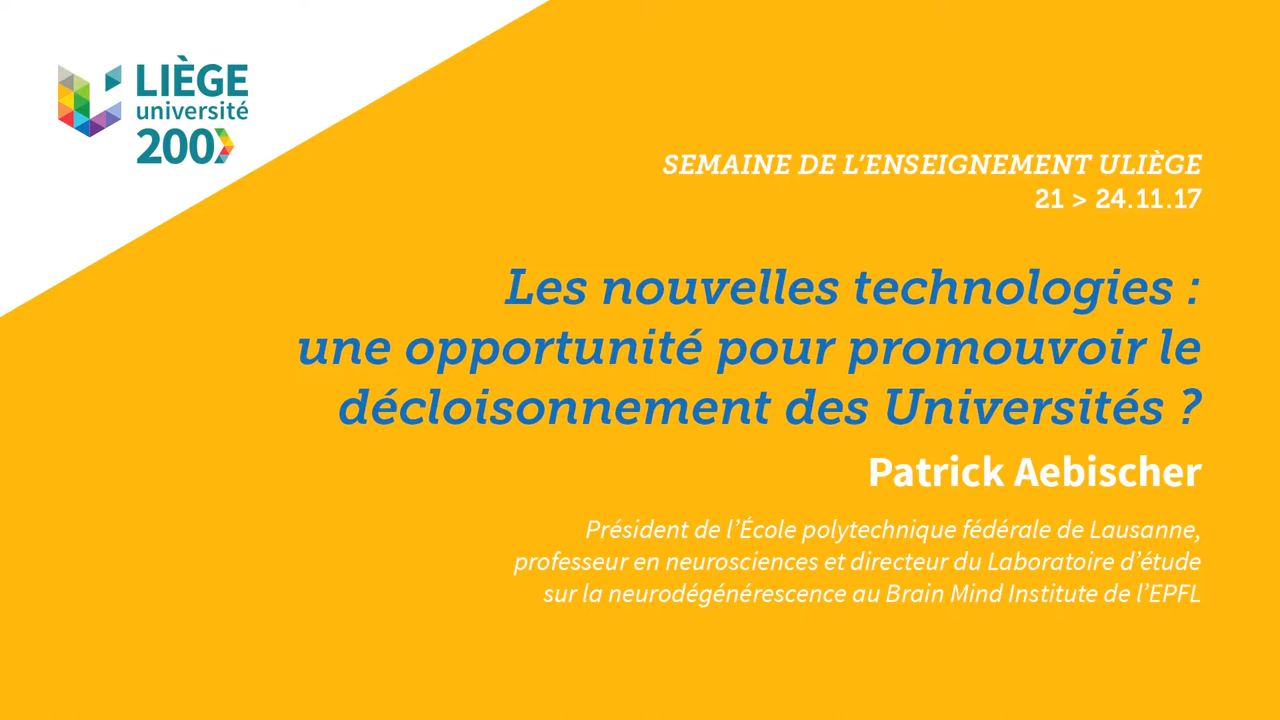 LIÈGE
université
200
SEMAINE DE L’ENSEIGNEMENT ULIÈGE
21 > 24.11.17
Les nouvelles technologies :
une opportunité pour promouvoir le
décloisonnement des Universités ?
Patrick Aebischer
Président de l’École polytechnique fédérale de Lausanne,
professeur en neurosciences et directeur du Laboratoire d’étude
sur la neurodégénérescence au Brain Mind Institute de l’EPFL